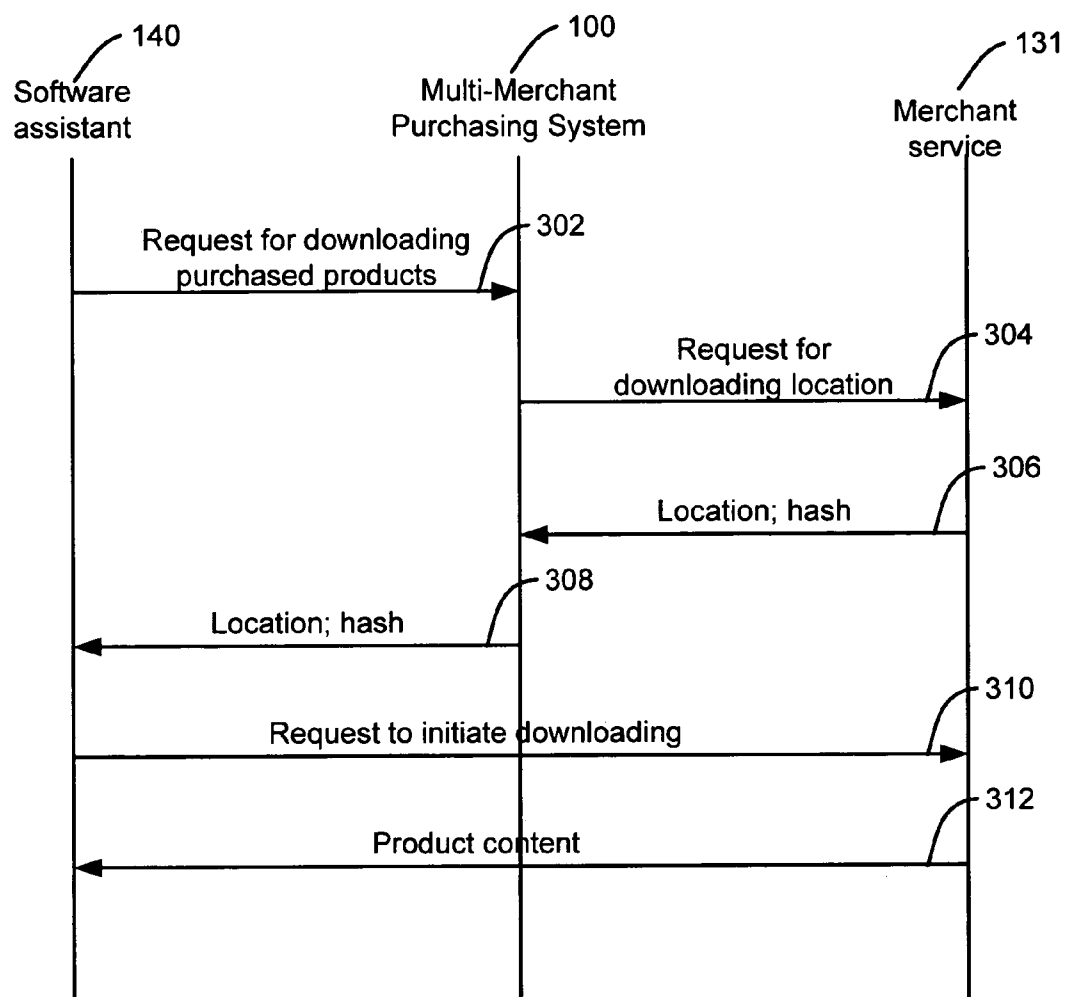 140
100
131
Software
assistant
Multi-Merchant
Purchasing System
Merchant
service
302
Request for downloading
purchased products
304
Request for
downloading location
306
Location; hash
308
Location; hash
310
Request to initiate downloading
312
Product content